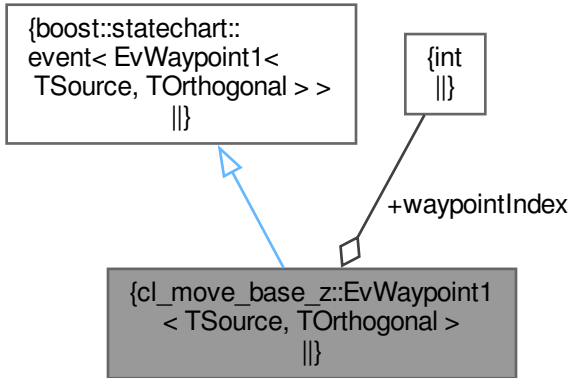 {boost::statechart::
event< EvWaypoint1<
TSource, TOrthogonal > >
||}
{int
||}
+waypointIndex
{cl_move_base_z::EvWaypoint1
< TSource, TOrthogonal >
||}